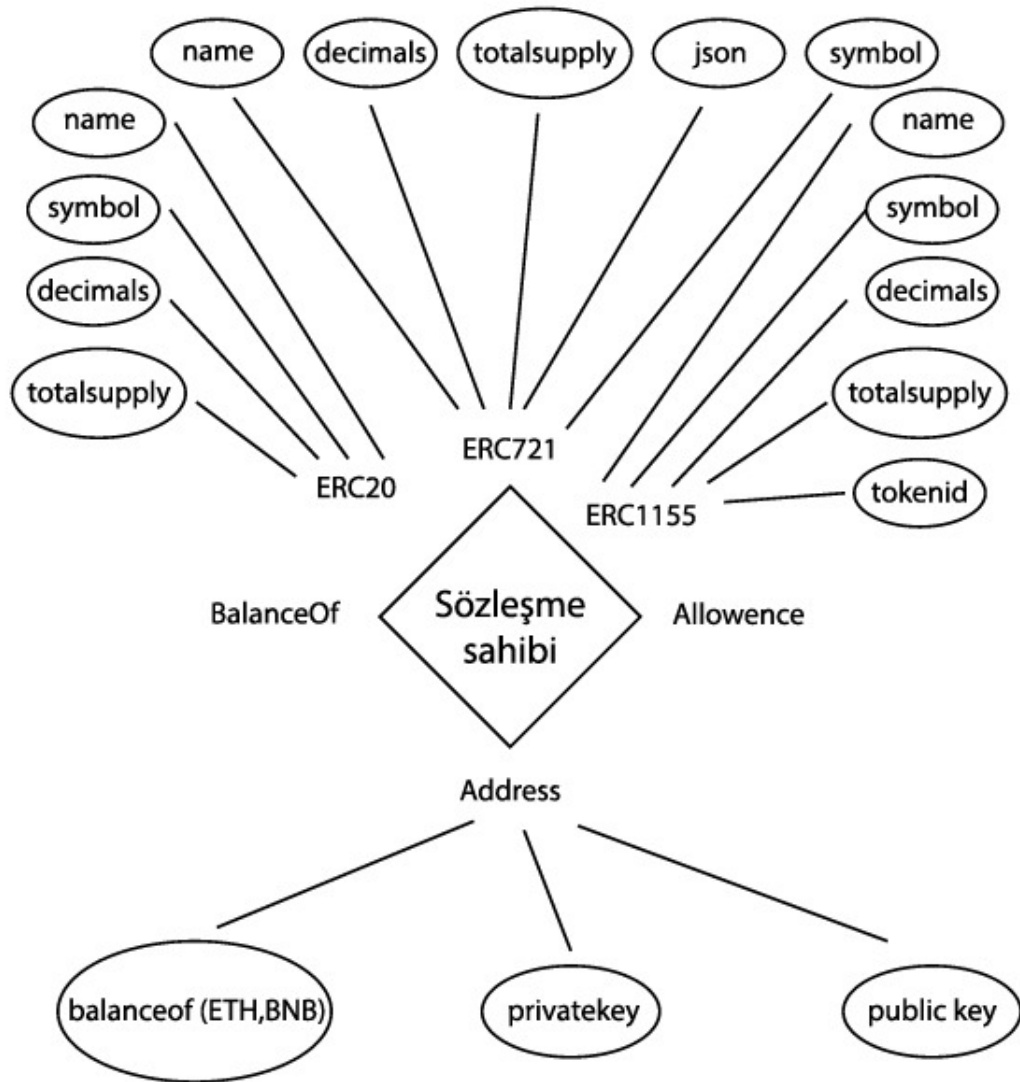 name
decimals
totalsupply
json
symbol
name
name
symbol
symbol
decimals
decimals
totalsupply
totalsupply
ERC721
ERC20
tokenid
ERC1155
BalanceOf
Sözleşme
sahibi
Allowence
Address
balanceof (ETH,BNB)
privatekey
public key